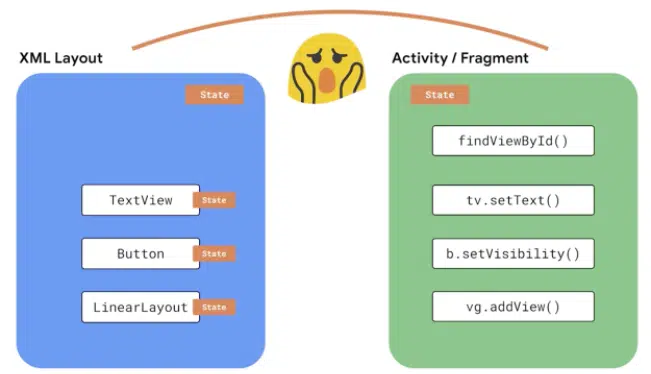 XML Layout
State
TextView
State
Button
State
LinearLayout
State
Activity / Fragment
State
findViewById()
tv.setText()
b.setVisibility()
vg.addView()